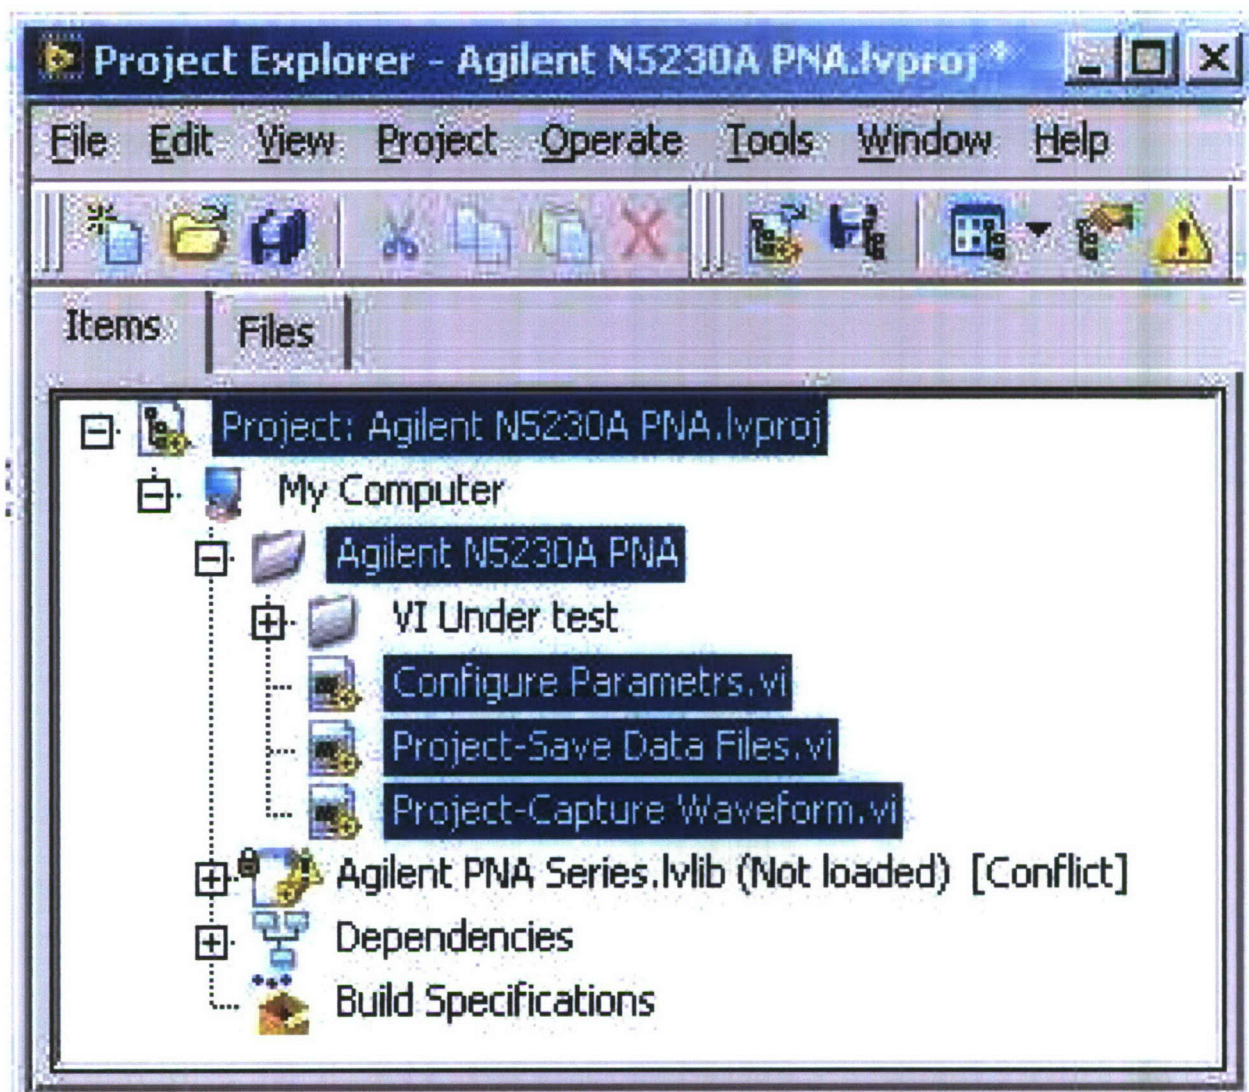 Project Explorer - Agilent N5230A PNA.lvproj *
File Edit View Project Operate Tools Window Help
Items Files
Project: Agilent N5230A PNA.lvproj
My Computer
Agilent N5230A PNA
VI Under test
Configure Parametrs.vi
Project-Save Data Files.vi
Project-Capture Waveform.vi
Agilent PNA Series.lvlib (Not loaded) [Conflict]
Dependencies
Build Specifications